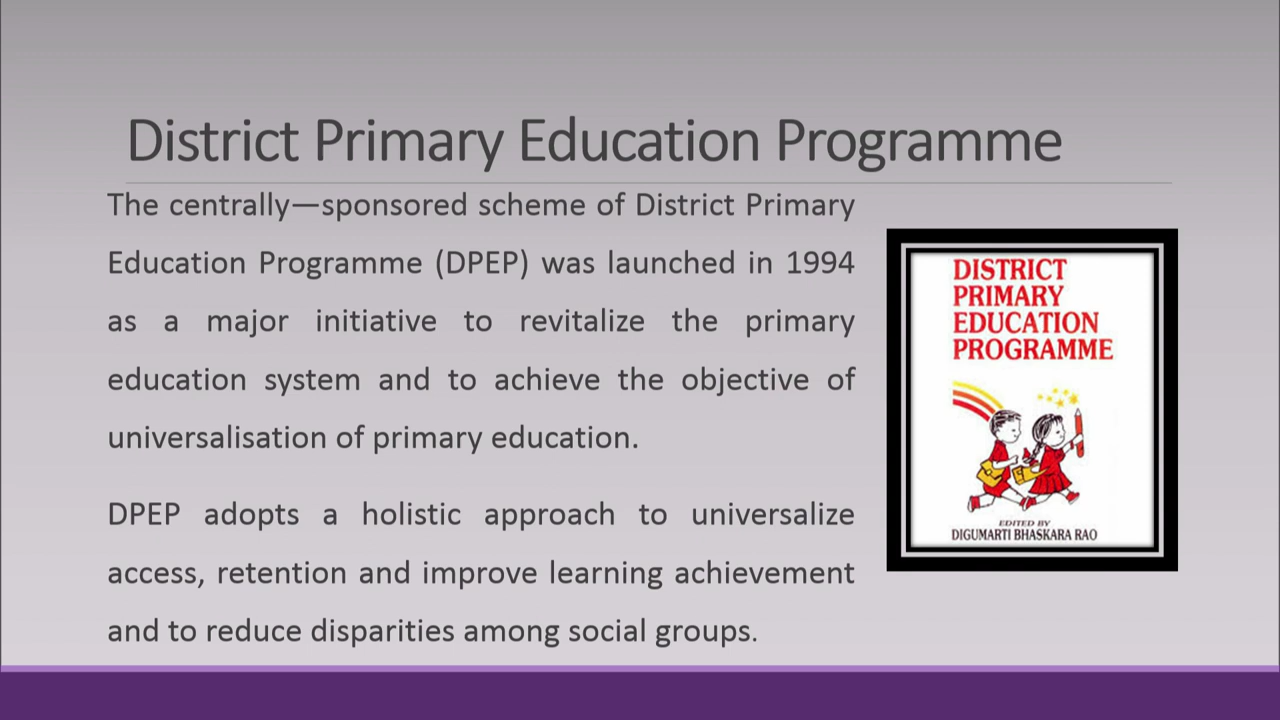 District Primary Education Programme
The centrally—sponsored scheme of District Primary
Education Programme (DPEP) was launched in 1994
as a major initiative to revitalize the primary
education system and to achieve the objective of
universalisation of primary education.
DPEP adopts a holistic approach to universalize
access, retention and improve learning achievement
and to reduce disparities among social groups.
DISTRICT
PRIMARY
EDUCATION
PROGRAMME
EDITED BY
DIGUMARTI BHASKARA RAO